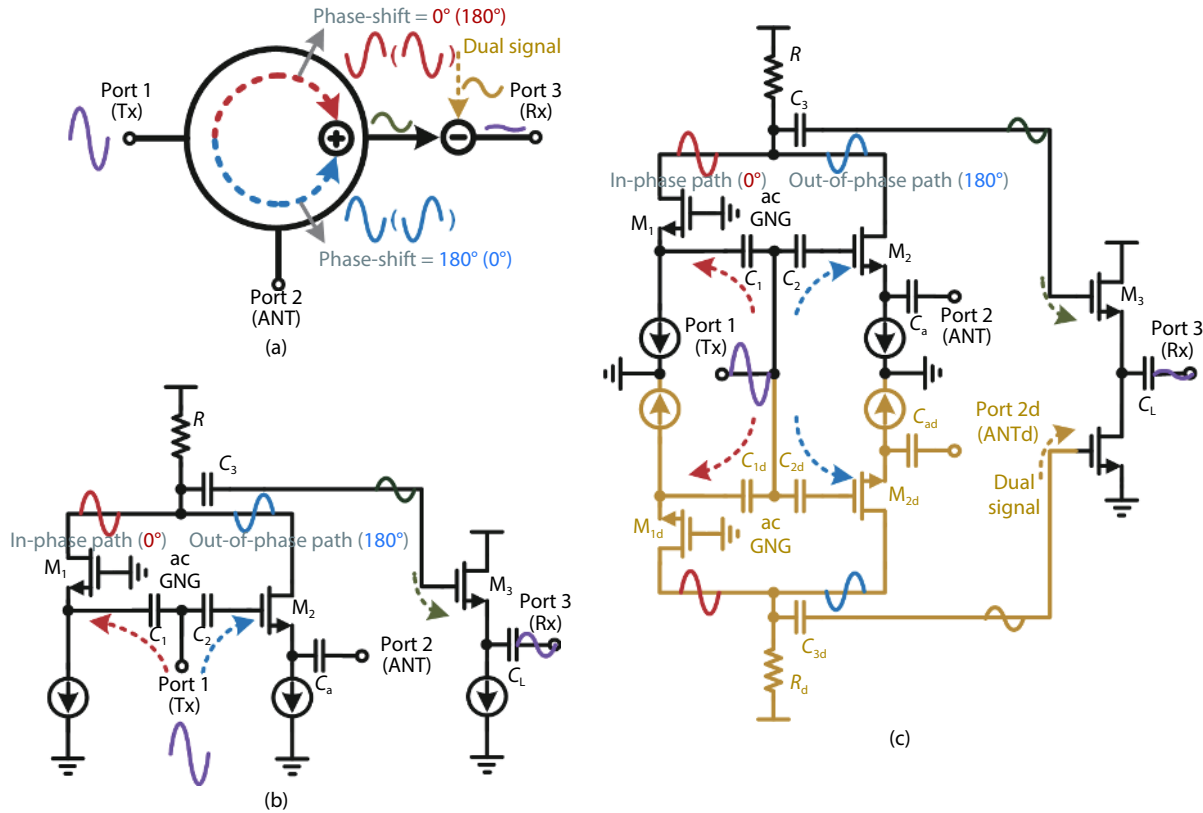 Phase-shift = 0° (180°)
Dual signal
Port 1
(Tx)
Port 3
(Rx)
Phase-shift = 180° (0°)
Port 2
(ANT)
(a)
R
C3
In-phase path (0°)
Out-of-phase path (180°)
ac
GNG
M1
M2
M3
C1
C2
Port 1
(Tx)
Ca
Port 2
(ANT)
Port 3
(Rx)
CL
(b)
R
C3
In-phase path (0°)
Out-of-phase path (180°)
ac
GNG
M1
M2
C1
C2
M3
Port 1
(Tx)
Ca
Port 2
(ANT)
Port 3
(Rx)
CL
Cad
Port 2d
(ANTd)
C1d
C2d
M2d
Dual
signal
M1d
ac
GNG
C3d
Rd
(c)